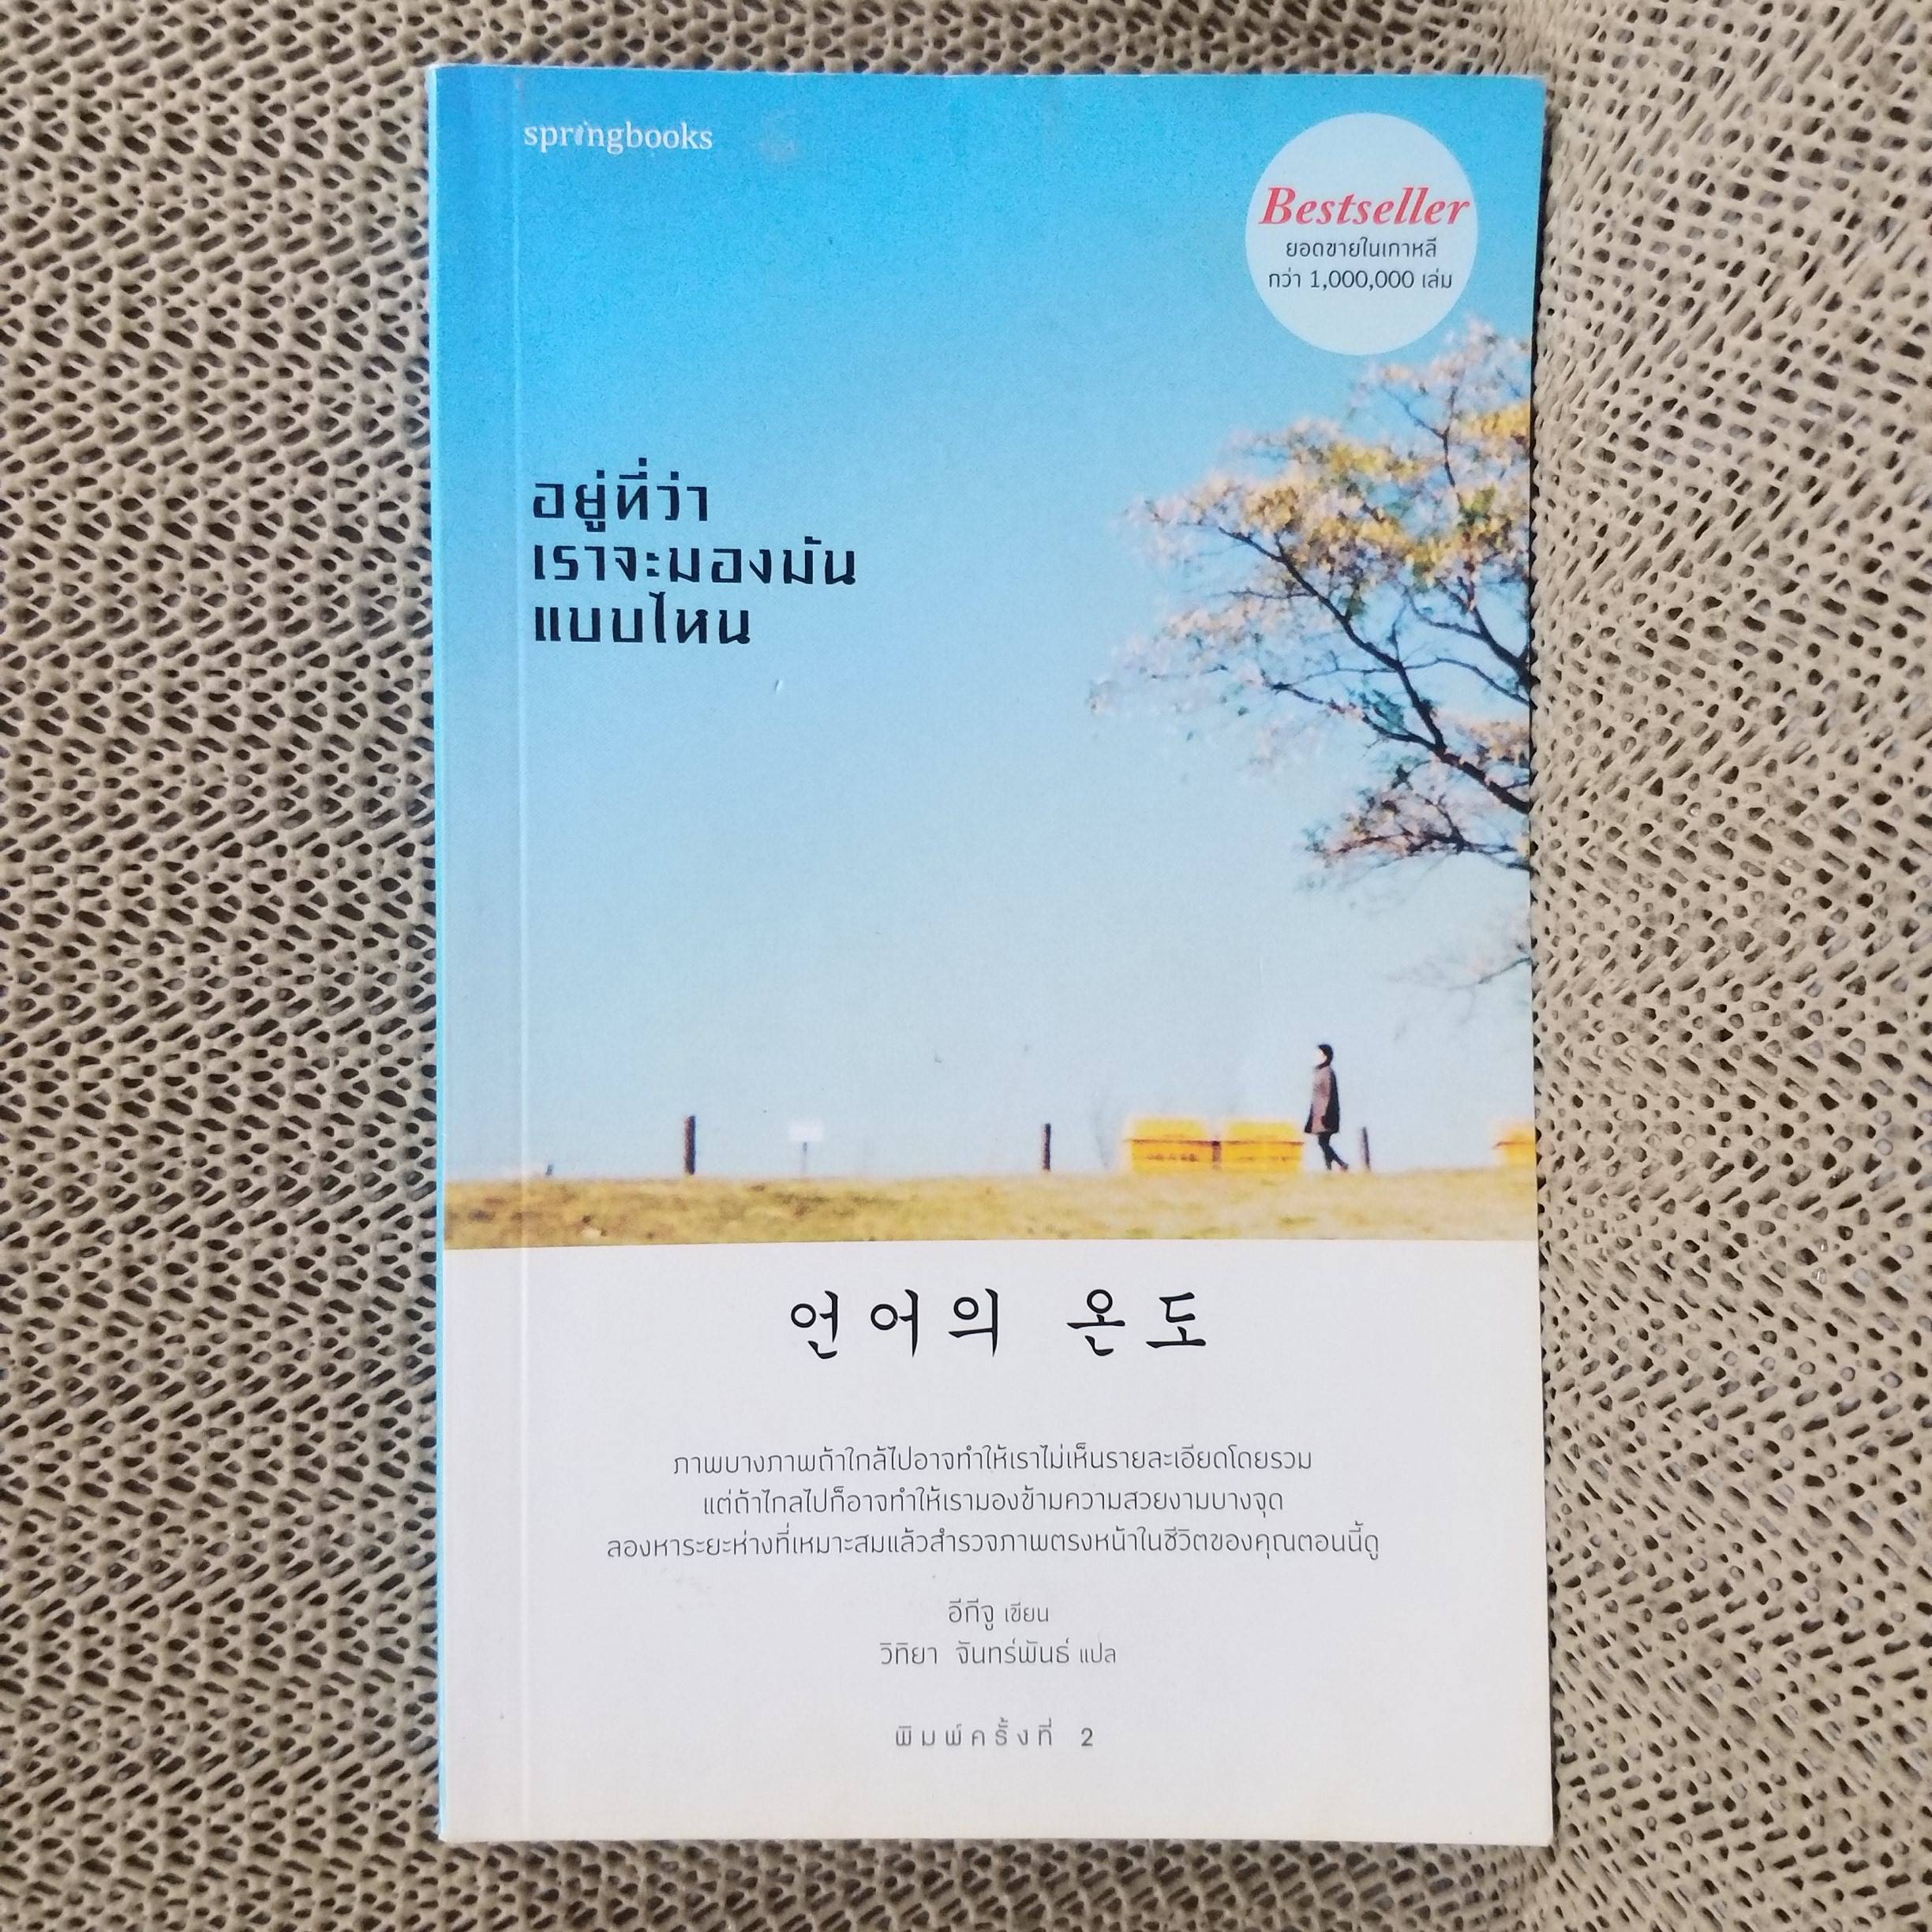 springbooks
Bestseller
ยอดขายในเกาหลี
กว่า 1,000,000 เล่ม
อยู่ที่ว่า
เราจะมองมัน
แบบไหน
언어의 온도
ภาพบางภาพถ้าใกล้ไปอาจทำให้เราไม่เห็นรายละเอียดโดยรวม
แต่ถ้าไกลไปก็อาจทำให้เรามองข้ามความสวยงามบางจุด
ลองหาระยะห่างที่เหมาะสมแล้วสำรวจภาพตรงหน้าในชีวิตของคุณตอนนี้ดู
อีกีจู เขียน
วิทิยา จันทร์พันธ์ แปล
พิมพ์ครั้งที่ 2